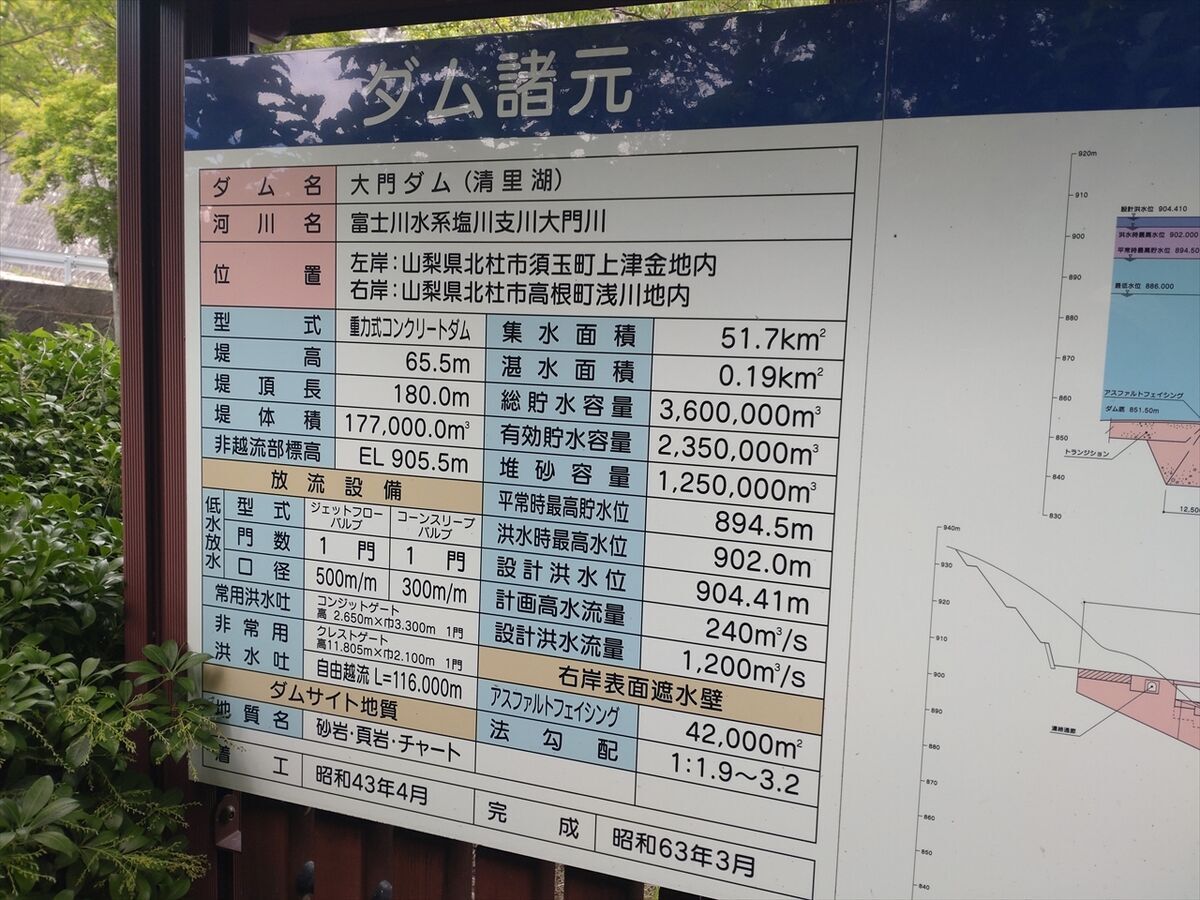 ダム諸元
ダム名 大門ダム(清里湖)
河川名 富士川水系塩川支川大門川
位置 左岸:山梨県北杜市須玉町上津金地内
右岸:山梨県北杜市高根町浅川地内
型式 重力式コンクリートダム
堤高 65.5m
堤頂長 180.0m
堤体積 177,000.0m³
非越流部標高 EL 905.5m
放流設備
低水放水
型式 ジェットフローバルブ コーンスリーブバルブ
門数 1門 1門
口径 500m/m 300m/m
常用洪水吐 コンジットゲート
高 2.650m×巾3.300m 1門
非常用洪水吐 クレストゲート
高11.805m×巾2.100m 1門
自由越流 L=116.000m
ダムサイト地質
地質名 砂岩・頁岩・チャート
集水面積 51.7km²
湛水面積 0.19km²
総貯水容量 3,600,000m³
有効貯水容量 2,350,000m³
堆砂容量 1,250,000m³
平常時最高貯水位 894.5m
洪水時最高水位 902.0m
設計洪水位 904.41m
計画高水流量 240m³/s
設計洪水流量 1,200m³/s
右岸表面遮水壁
アスファルトフェイシング 42,000m²
法勾配 1:1.9~3.2
着工 昭和43年4月 完成 昭和63年3月
920m
910
900
890
880
870
860
850
840
830
設計洪水位 904.410
洪水時最高水位 902.000
平常時最高貯水位 894.50
最低水位 886.000
アスファルトフェイシング
ダム底 851.50m
トランジション
12.500
940m
930
920
910
900
890
880
870
860
850
840
連絡通廊